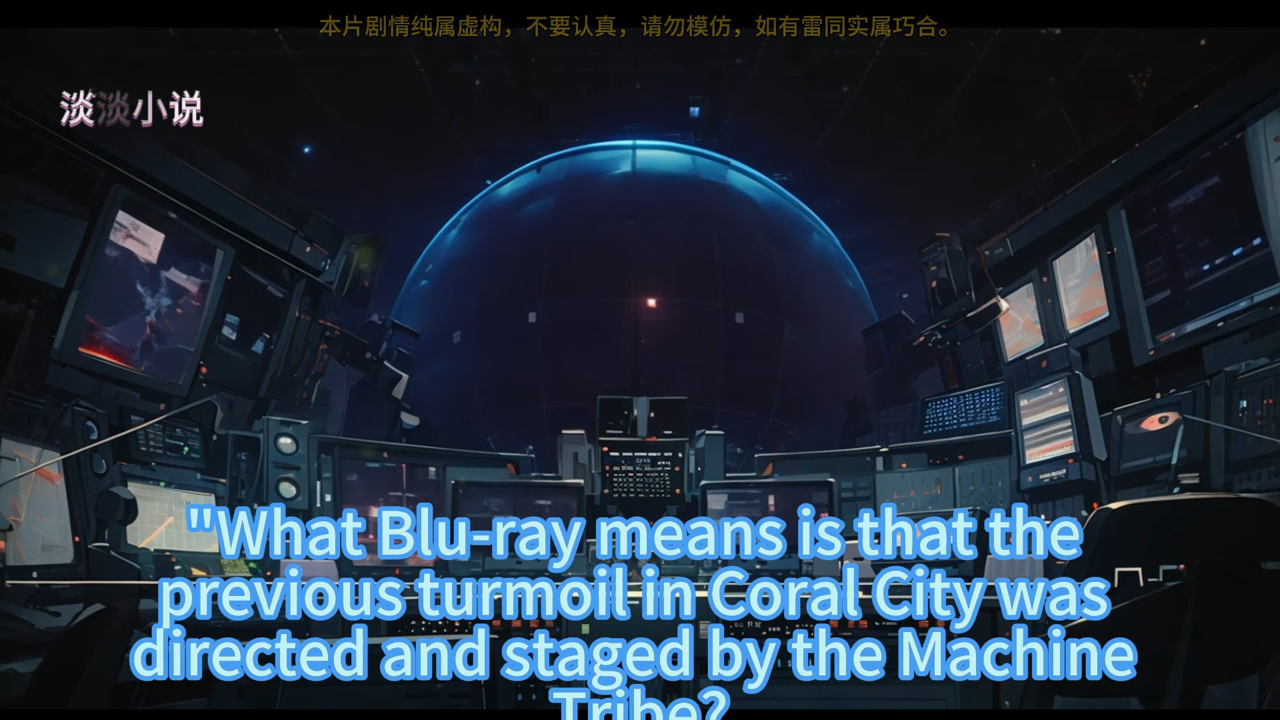 本片剧情纯属虚构，不要认真，请勿模仿，如有雷同实属巧合。
淡淡小说
"What Blu-ray means is that the
previous turmoil in Coral City was
directed and staged by the Machine
Tribe?